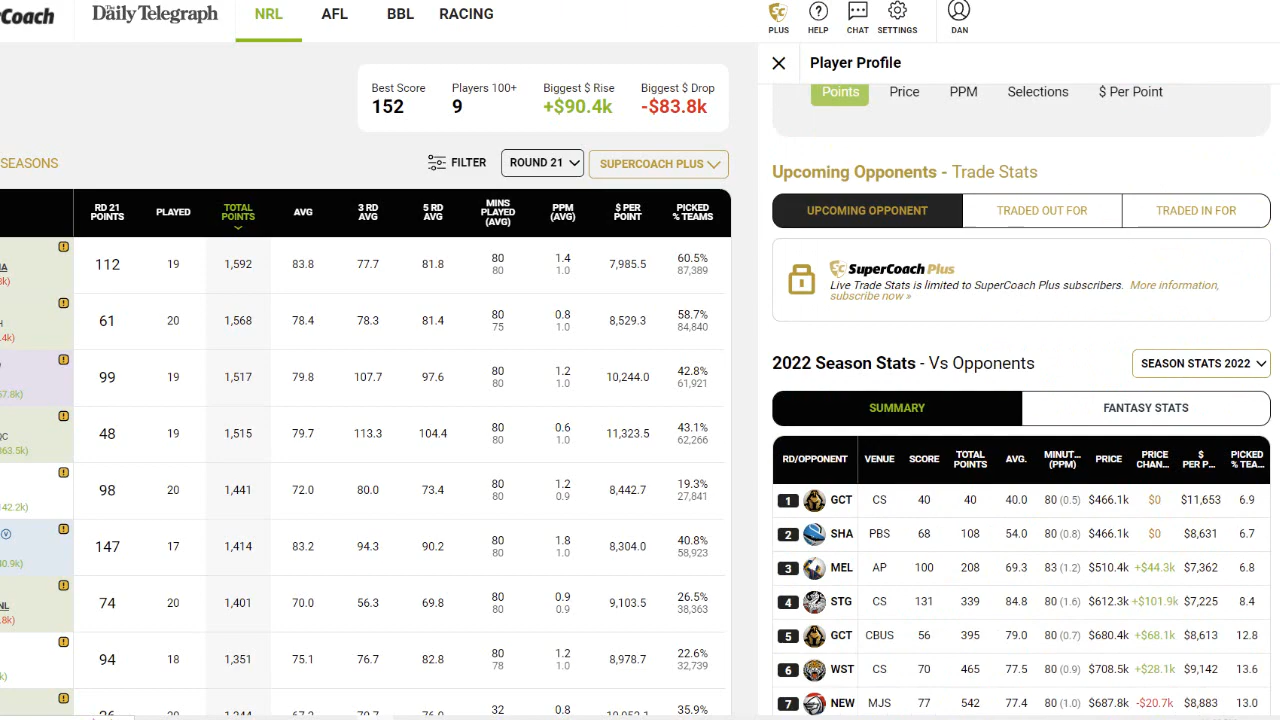 Coach The Daily Telegraph NRL AFL BBL RACING PLUS HELP CHAT SETTINGS DAN
Player Profile
Points Price PPM Selections $ Per Point
Best Score Players 100+ Biggest $ Rise Biggest $ Drop
152 9 +$90.4k -$83.8k
SEASONS FILTER ROUND 21 SUPERCOACH PLUS
RD 21 POINTS PLAYED TOTAL POINTS AVG 3 RD AVG 5 RD AVG MINS PLAYED (AVG) PPM (AVG) $ PER POINT PICKED % TEAMS
112 19 1,592 83.8 77.7 81.8 80 80 1.4 1.0 7,985.5 60.5% 87,389
61 20 1,568 78.4 78.3 81.4 80 75 0.8 1.0 8,529.3 58.7% 84,840
99 19 1,517 79.8 107.7 97.6 80 80 1.2 1.0 10,244.0 42.8% 61,921
48 19 1,515 79.7 113.3 104.4 80 80 0.6 1.0 11,323.5 43.1% 62,266
98 20 1,441 72.0 80.0 73.4 80 80 1.2 0.9 8,442.7 19.3% 27,841
147 17 1,414 83.2 94.3 90.2 80 80 1.8 1.0 8,304.0 40.8% 58,923
74 20 1,401 70.0 56.3 69.8 80 80 0.9 0.9 9,103.5 26.5% 38,363
94 18 1,351 75.1 76.7 82.8 80 78 1.2 1.0 8,978.7 22.6% 32,739
32 0.8 35.9%
Upcoming Opponents - Trade Stats
UPCOMING OPPONENT TRADED OUT FOR TRADED IN FOR
SC SuperCoach Plus
Live Trade Stats is limited to SuperCoach Plus subscribers. More information,
subscribe now »
2022 Season Stats - Vs Opponents SEASON STATS 2022
SUMMARY FANTASY STATS
RD/OPPONENT VENUE SCORE TOTAL POINTS AVG. MINUT... (PPM) PRICE PRICE CHAN... $ PER P... PICKED % TEA...
1 GCT CS 40 40 40.0 80 (0.5) $466.1k $0 $11,653 6.9
2 SHA PBS 68 108 54.0 80 (0.8) $466.1k $0 $8,631 6.7
3 MEL AP 100 208 69.3 83 (1.2) $510.4k +$44.3k $7,362 6.8
4 STG CS 131 339 84.8 80 (1.6) $612.3k +$101.9k $7,225 8.4
5 GCT CBUS 56 395 79.0 80 (0.7) $680.4k +$68.1k $8,613 12.8
6 WST CS 70 465 77.5 80 (0.9) $708.5k +$28.1k $9,142 13.6
7 NEW MJS 77 542 77.4 80 (1.0) $687.8k -$20.7k $8,883 13.0